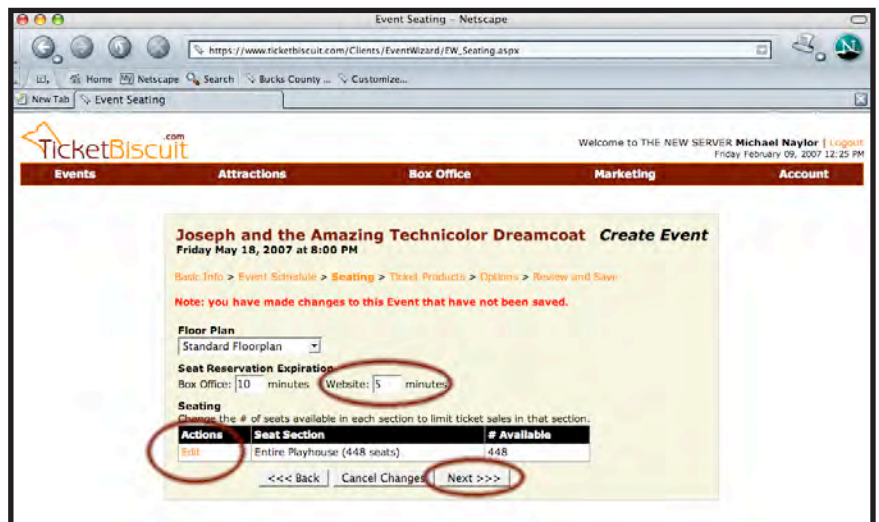 Event Seating – Netscape
https://www.ticketbiscuit.com/Clients/EventWizard/EW_Seating.aspx
Home My Netscape Search Bucks County ... Customize...
New Tab Event Seating
TicketBiscuit.com
Welcome to THE NEW SERVER Michael Naylor | Logout
Friday February 09, 2007 12:25 PM
Events Attractions Box Office Marketing Account
Joseph and the Amazing Technicolor Dreamcoat Create Event
Friday May 18, 2007 at 8:00 PM
Basic Info > Event Schedule > Seating > Ticket Products > Options > Review and Save
Note: you have made changes to this Event that have not been saved.
Floor Plan
Standard Floorplan
Seat Reservation Expiration
Box Office: 10 minutes Website: 5 minutes
Seating
Change the # of seats available in each section to limit ticket sales in that section.
Actions Seat Section # Available
Edit Entire Playhouse (448 seats) 448
<<< Back Cancel Changes Next >>>